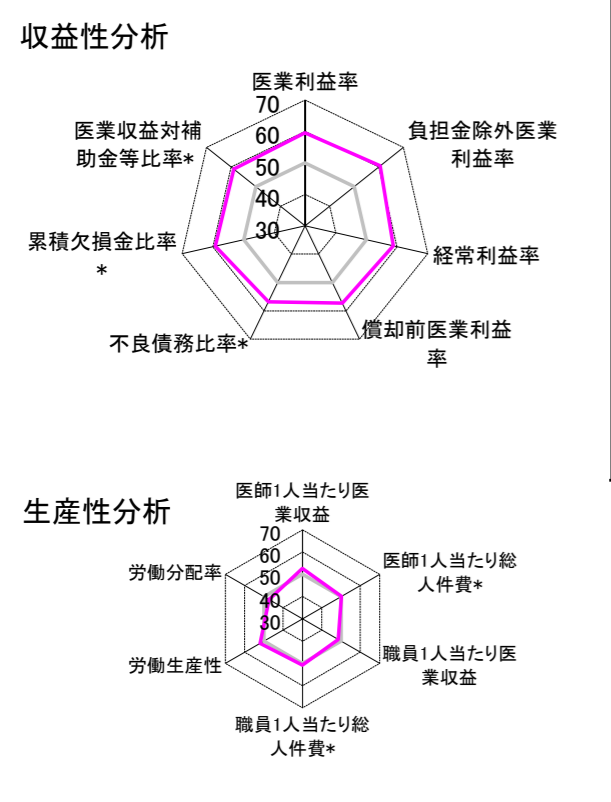 収益性分析
医業利益率
70
60
50
40
30
負担金除外医業
利益率
経常利益率
償却前医業利益
率
不良債務比率*
累積欠損金比率
*
医業収益対補
助金等比率*
生産性分析
医師1人当たり医
業収益
70
60
50
40
30
医師1人当たり総
人件費*
職員1人当たり医
業収益
職員1人当たり総
人件費*
労働生産性
労働分配率